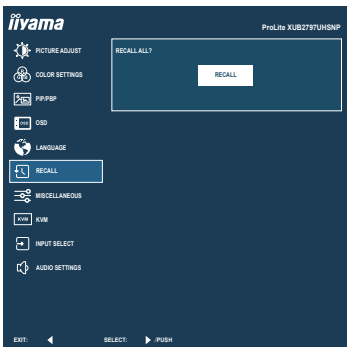 iiyama
ProLite XUB2797UHSNP
PICTURE ADJUST
RECALL ALL?
RECALL
COLOR SETTINGS
PIP/PBP
OSD
OSD
LANGUAGE
RECALL
MISCELLANEOUS
KVM
KVM
INPUT SELECT
AUDIO SETTINGS
EXIT:
SELECT: /PUSH